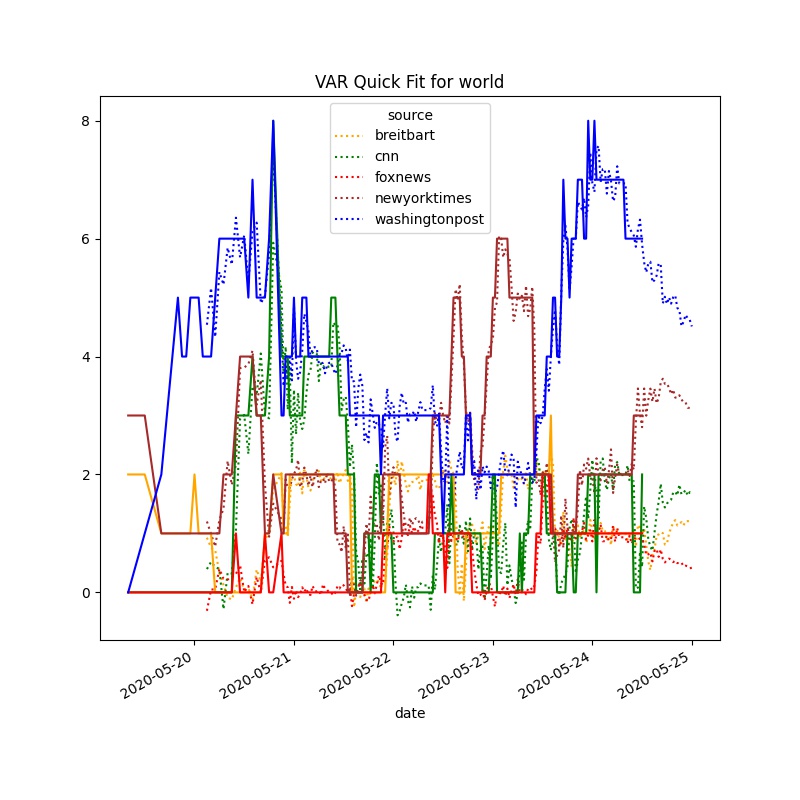 VAR Quick Fit for world
source
breitbart
cnn
foxnews
newyorktimes
washingtonpost
8
6
4
2
0
2020-05-20
2020-05-21
2020-05-22
2020-05-23
2020-05-24
2020-05-25
date